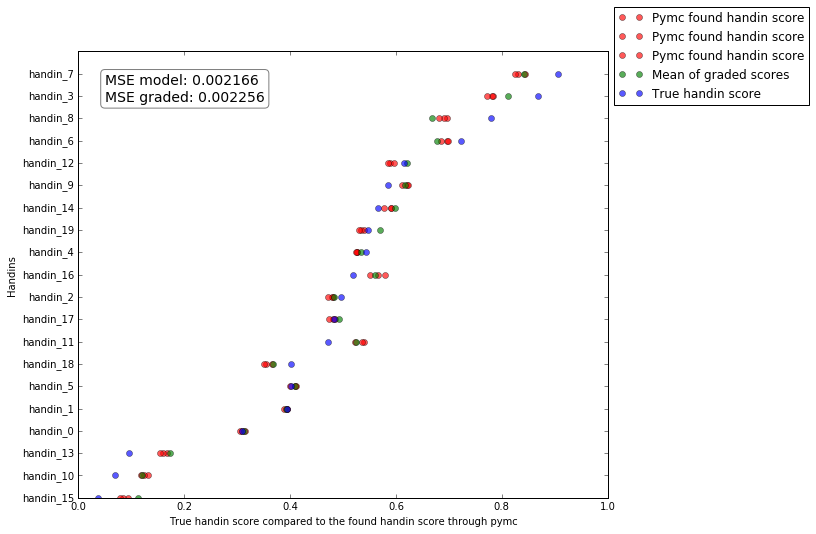 Pymc found handin score
Pymc found handin score
Pymc found handin score
Mean of graded scores
True handin score
MSE model: 0.002166
MSE graded: 0.002256
handin_7
handin_3
handin_8
handin_6
handin_12
handin_9
handin_14
handin_19
handin_4
handin_16
handin_2
handin_17
handin_11
handin_18
handin_5
handin_1
handin_0
handin_13
handin_10
handin_15
Handins
0.0 0.2 0.4 0.6 0.8 1.0
True handin score compared to the found handin score through pymc